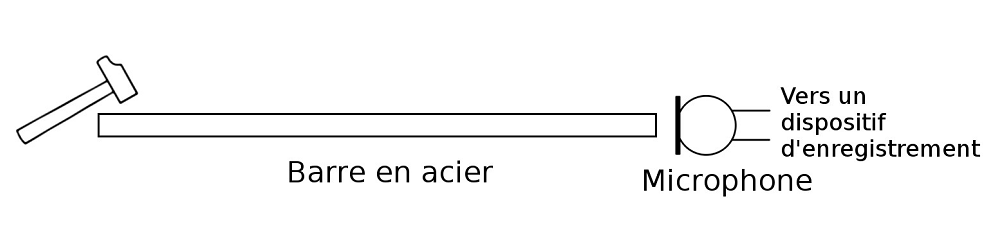 Vers un
dispositif
d'enregistrement
Barre en acier
Microphone